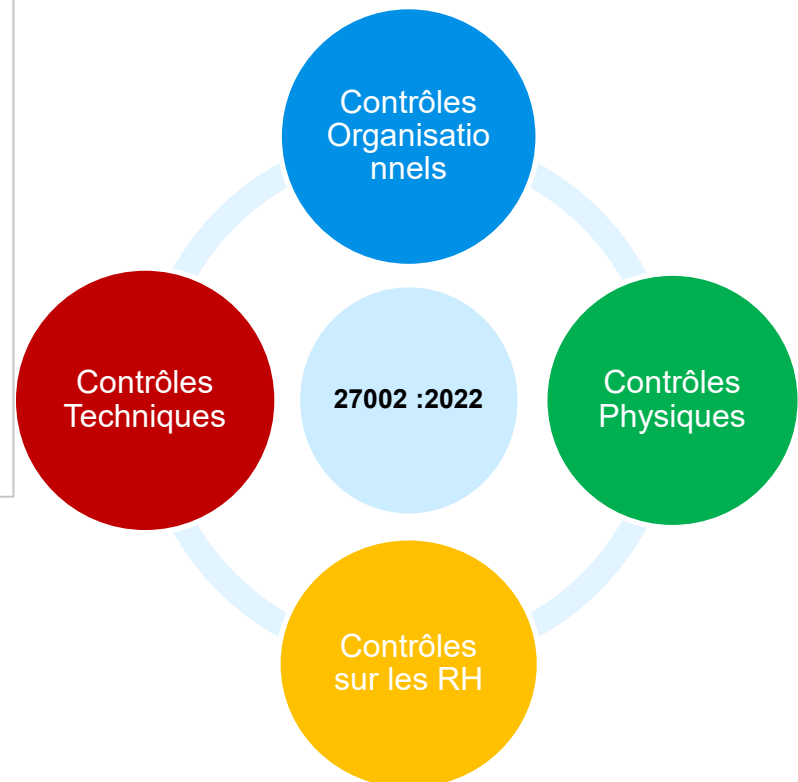 Contrôles
Organisatio
nnels
Contrôles
Techniques
27002 :2022
Contrôles
Physiques
Contrôles
sur les RH